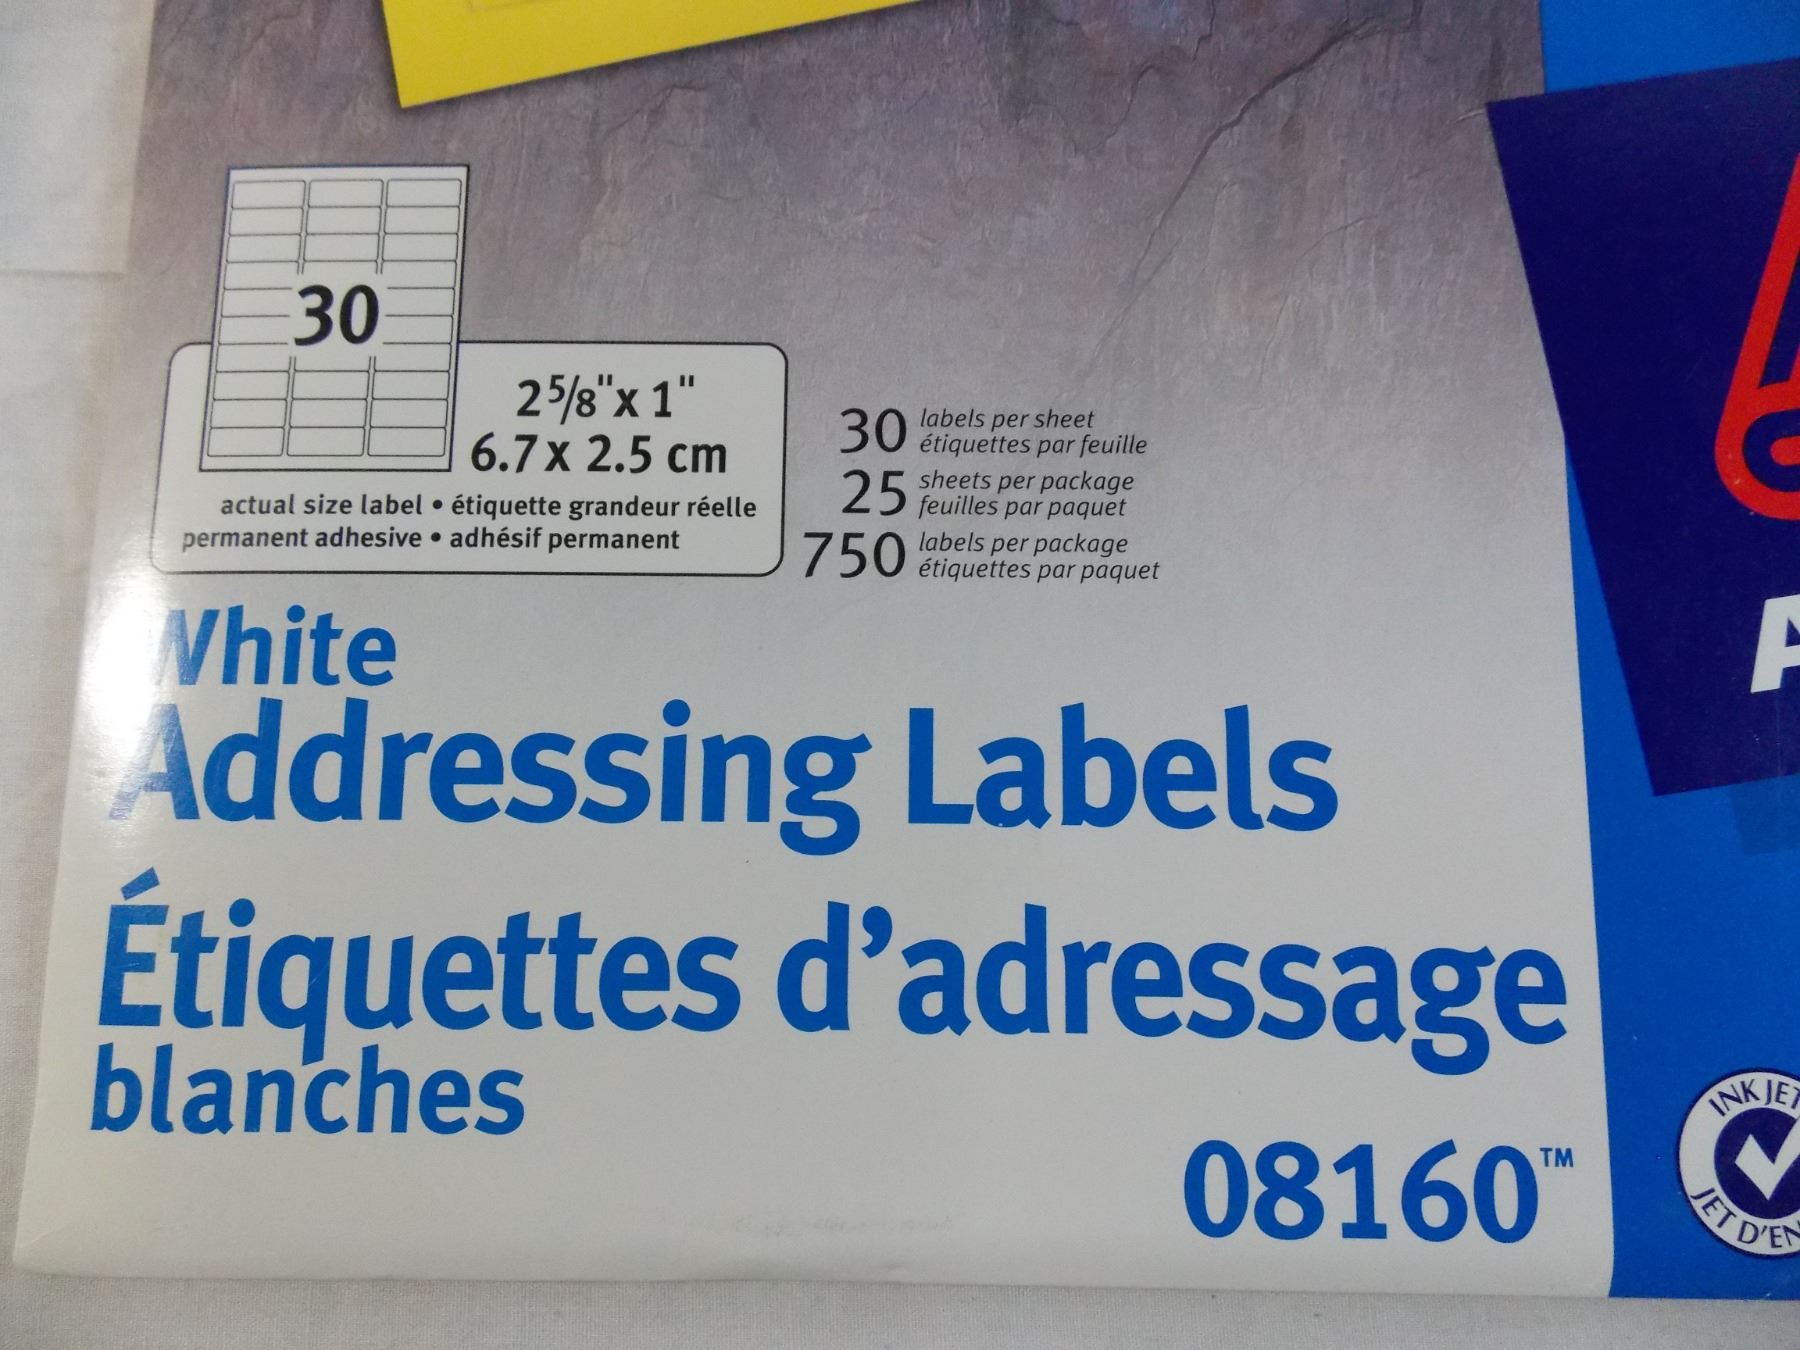 30
2 5/8" x 1"
6.7 x 2.5 cm
actual size label • étiquette grandeur réelle
permanent adhesive • adhésif permanent
30 labels per sheet
étiquettes par feuille
25 sheets per package
feuilles par paquet
750 labels per package
étiquettes par paquet
White
Addressing Labels
Étiquettes d'adressage
blanches
08160™
A
INK JET
JET D'EN